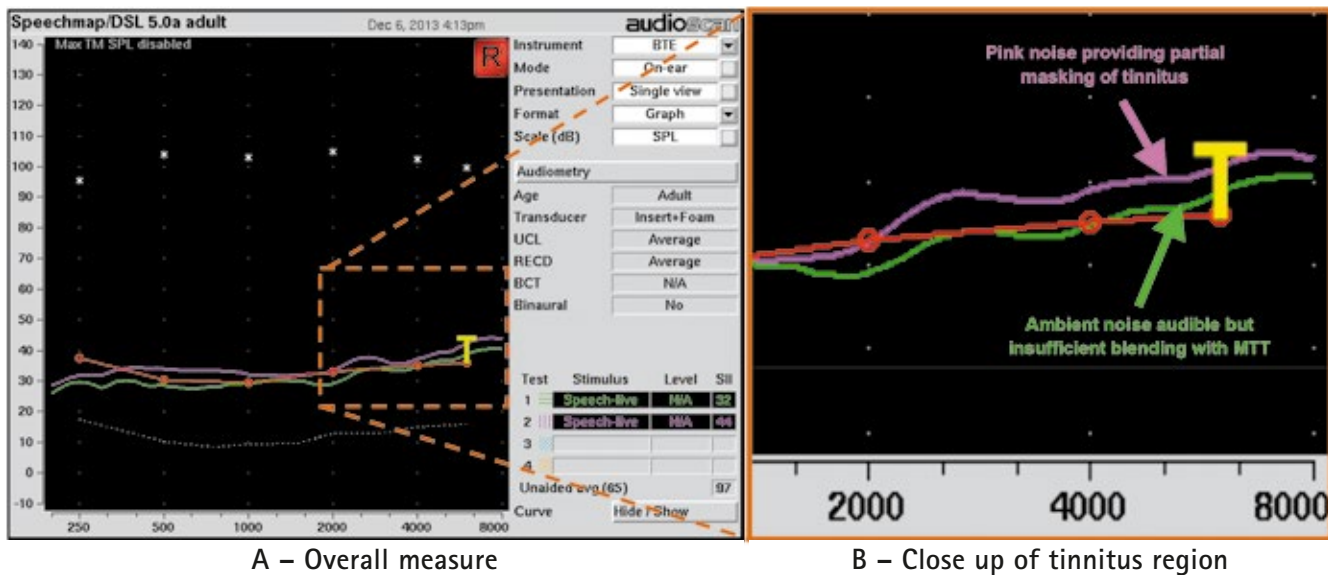 Speechmap/DSL 5.0a adult
Dec 6, 2013 4:13pm
audioscan
Max TM SPL disabled
R
140
130
120
110
100
90
80
70
60
50
40
30
20
10
0
-10
250 500 1000 2000 4000 8000
Instrument BTE
Mode On-ear
Presentation Single view
Format Graph
Scale (dB) SPL
Audiometry
Age Adult
Transducer Insert+Foam
UCL Average
RECD Average
BCT N/A
Binaural No
Test Stimulus Level SII
1 Speech-live N/A 32
2 Speech-live N/A 44
3
4
Unaided avg (65) 97
Curve Hide / Show
T
A – Overall measure
Pink noise providing partial
masking of tinnitus
T
Ambient noise audible but
insufficient blending with MTT
2000 4000 8000
B – Close up of tinnitus region